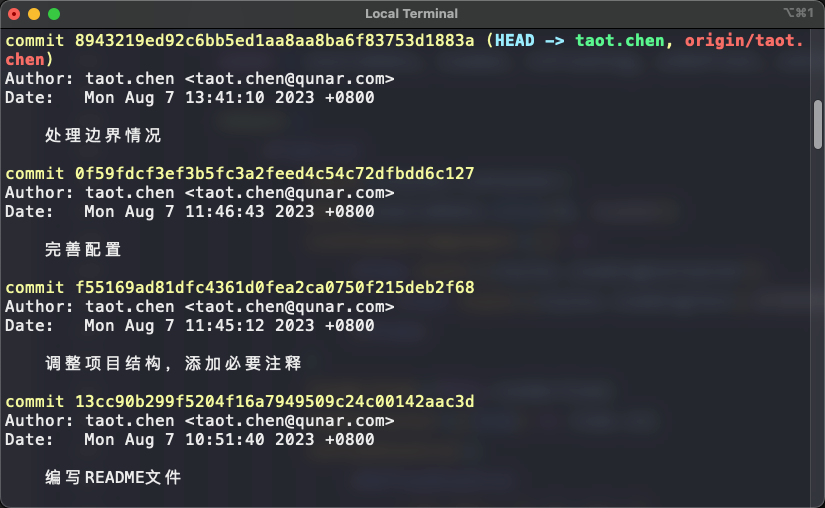 Local Terminal
⌥⌘1
commit 8943219ed92c6bb5ed1aa8aa8ba6f83753d1883a (HEAD -> taot.chen, origin/taot.
chen)
Author: taot.chen <taot.chen@qunar.com>
Date:   Mon Aug 7 13:41:10 2023 +0800
处理边界情况
commit 0f59fdcf3ef3b5fc3a2feed4c54c72dfbdd6c127
Author: taot.chen <taot.chen@qunar.com>
Date:   Mon Aug 7 11:46:43 2023 +0800
完善配置
commit f55169ad81dfc4361d0fea2ca0750f215deb2f68
Author: taot.chen <taot.chen@qunar.com>
Date:   Mon Aug 7 11:45:12 2023 +0800
调整项目结构，添加必要注释
commit 13cc90b299f5204f16a7949509c24c00142aac3d
Author: taot.chen <taot.chen@qunar.com>
Date:   Mon Aug 7 10:51:40 2023 +0800
编写README文件